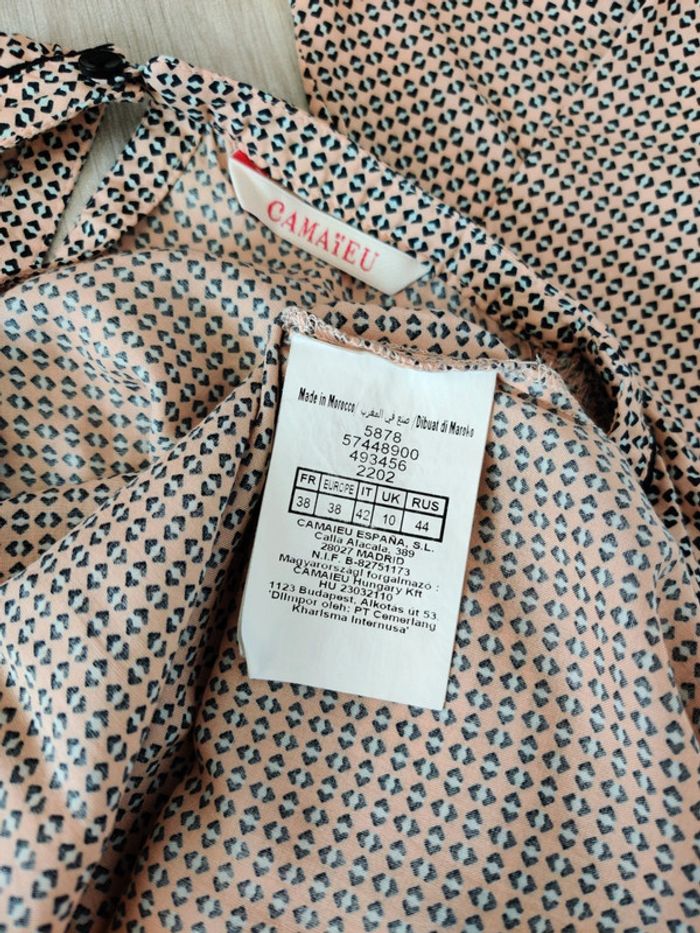 CAMAÏEU
Made in Morocco / صنع في المغرب / Dibuat di Maroko
5878
57448900
493456
2202
FR EUROPE IT UK RUS
38 38 42 10 44
CAMAIEU ESPAÑA, S.L.
Calla Alacala, 389
28027 MADRID
N.I.F. B-82751173
Magyarországi forgalmazó :
CAMAIEU Hungary Kft
HU 23032110
1123 Budapest, Alkotas út 53.
'DIImpor oleh: PT Cemerlang
Kharisma Internusa"